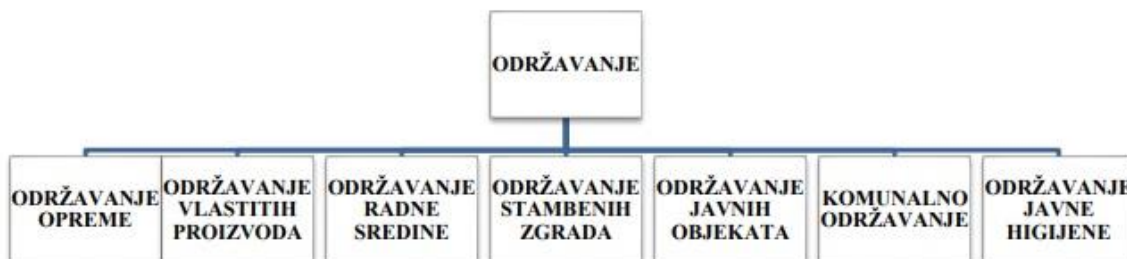 ODRŽAVANJE
ODRŽAVANJE
OPREME
ODRŽAVANJE
VLASTITIH
PROIZVODA
ODRŽAVANJE
RADNE
SREDINE
ODRŽAVANJE
STAMBENIH
ZGRADA
ODRŽAVANJE
JAVNIH
OBJEKATA
KOMUNALNO
ODRŽAVANJE
ODRŽAVANJE
JAVNE
HIGIJENE